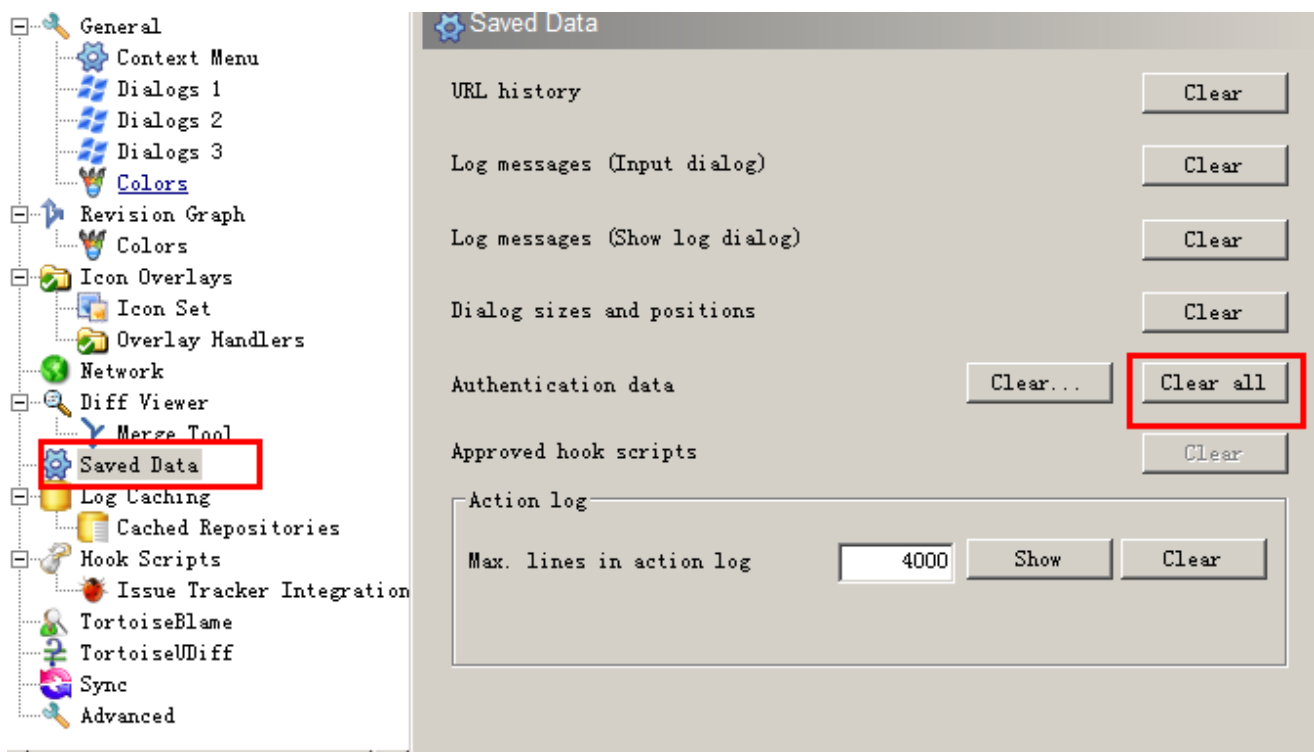 General
Context Menu
Dialogs 1
Dialogs 2
Dialogs 3
Colors
Revision Graph
Colors
Icon Overlays
Icon Set
Overlay Handlers
Network
Diff Viewer
Merge Tool
Saved Data
Log Caching
Cached Repositories
Hook Scripts
Issue Tracker Integration
TortoiseBlame
TortoiseUDiff
Sync
Advanced
Saved Data
URL history Clear
Log messages (Input dialog) Clear
Log messages (Show log dialog) Clear
Dialog sizes and positions Clear
Authentication data Clear... Clear all
Approved hook scripts Clear
Action log
Max. lines in action log 4000 Show Clear